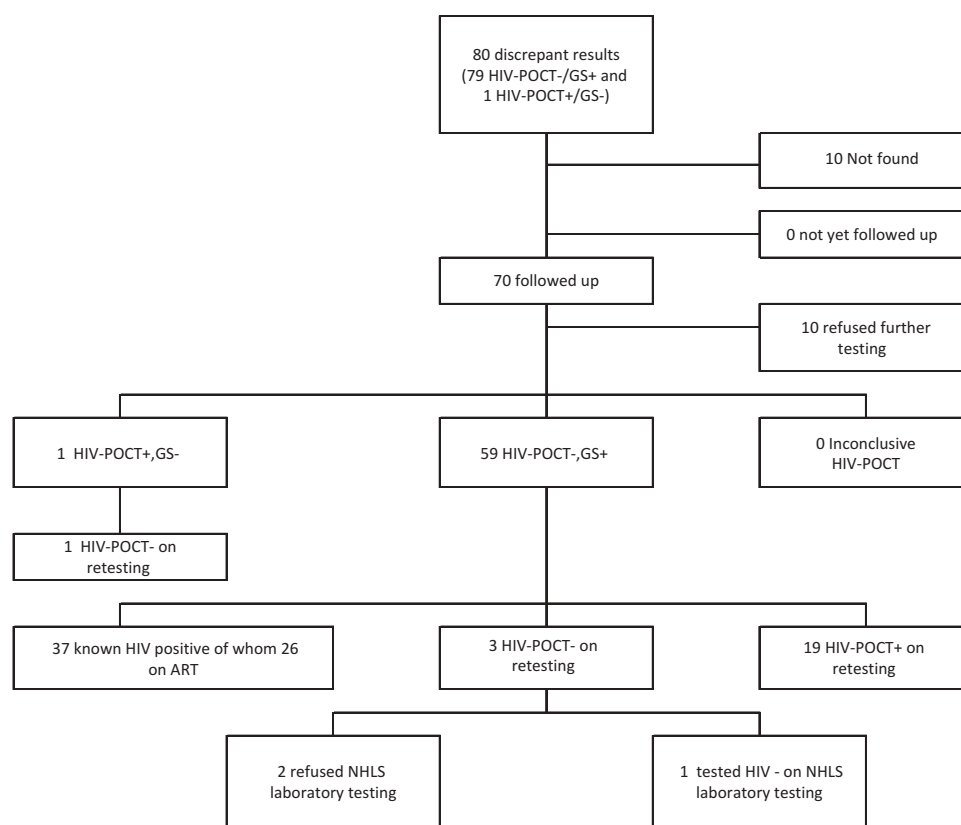 80 discrepant results
(79 HIV-POCT-/GS+ and
1 HIV-POCT+/GS-)
10 Not found
0 not yet followed up
70 followed up
10 refused further
testing
1 HIV-POCT+,GS-
59 HIV-POCT-,GS+
0 Inconclusive
HIV-POCT
1 HIV-POCT- on
retesting
37 known HIV positive of whom 26
on ART
3 HIV-POCT- on
retesting
19 HIV-POCT+ on
retesting
2 refused NHLS
laboratory testing
1 tested HIV - on NHLS
laboratory testing